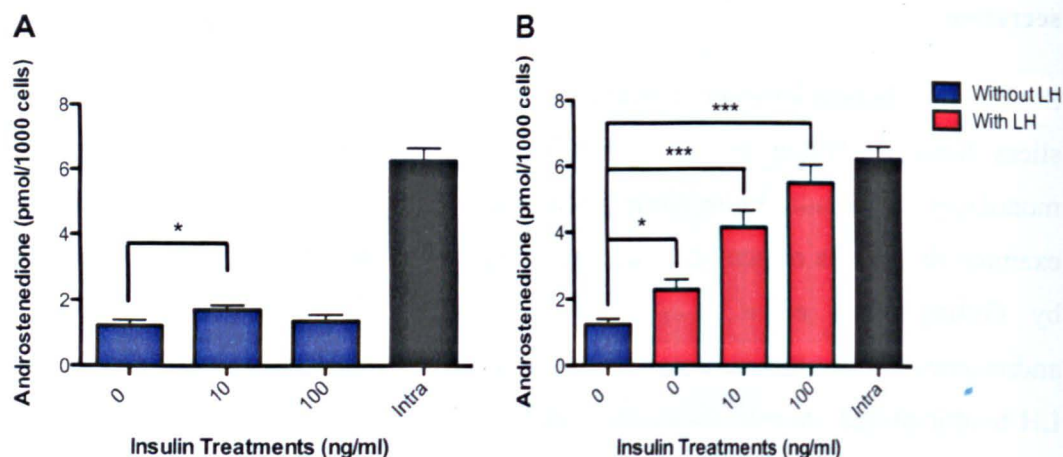 secretion
A
Androstenedione (pmol/1000 cells)
8
6
4
2
0
*
0
10
100
Intra
Insulin Treatments (ng/ml)
B
Androstenedione (pmol/1000 cells)
8
6
4
2
0
***
***
*
0
0
10
100
Intra
Insulin Treatments (ng/ml)
Without LH
With LH